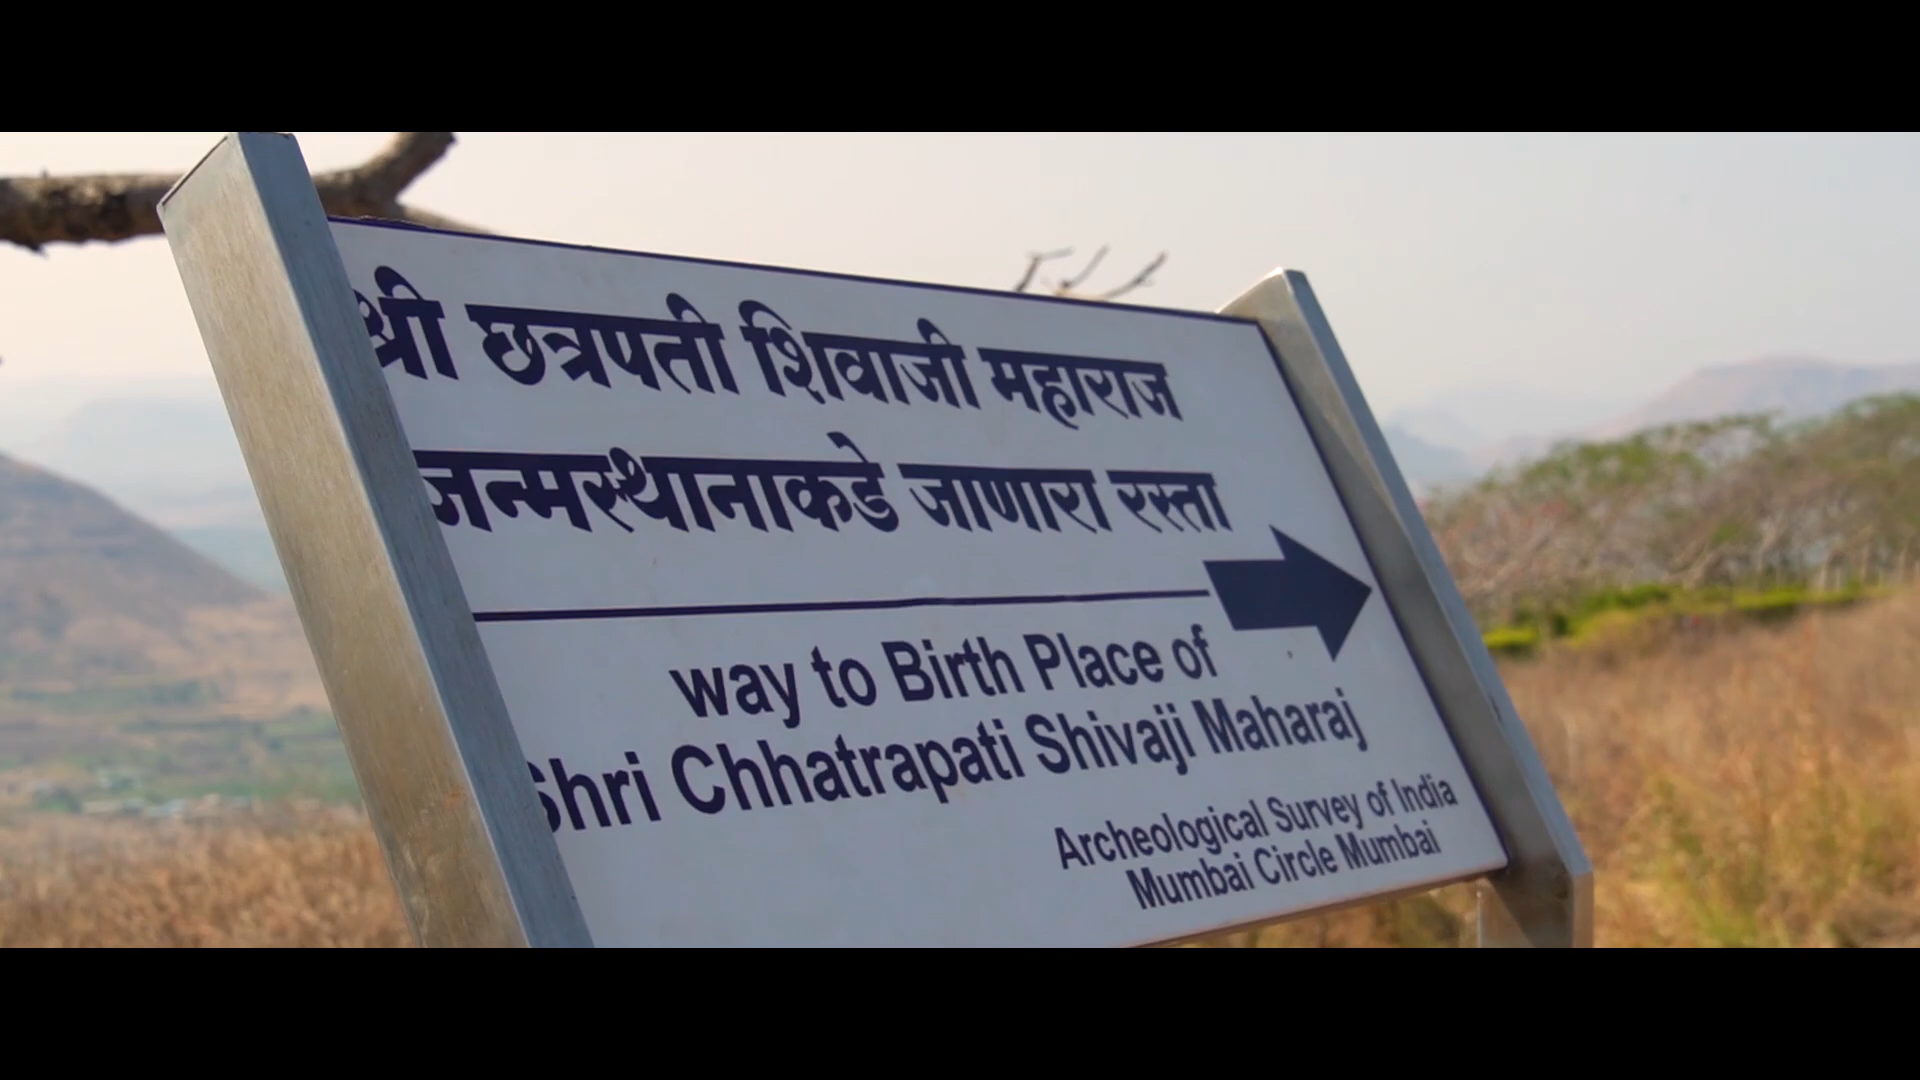 श्री छत्रपती शिवाजी महाराज
जन्मस्थानाकडे जाणारा रस्ता
way to Birth Place of
Shri Chhatrapati Shivaji Maharaj
Archeological Survey of India
Mumbai Circle Mumbai